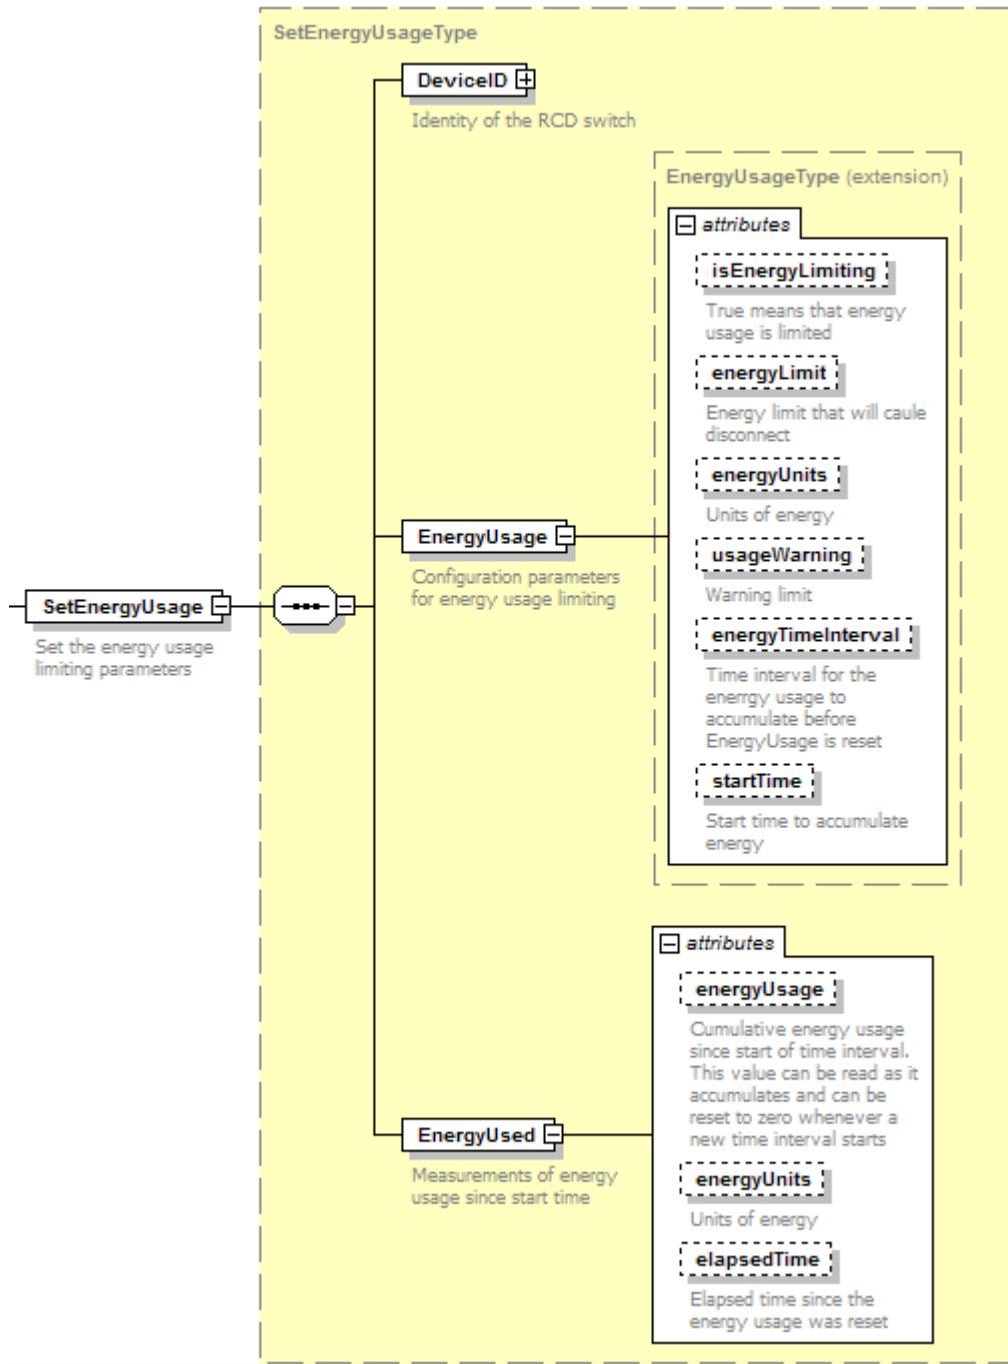 SetEnergyUsageType
DeviceID
Identity of the RCD switch
EnergyUsageType (extension)
attributes
isEnergyLimiting
True means that energy
usage is limited
energyLimit
Energy limit that will caule
disconnect
energyUnits
Units of energy
EnergyUsage
Configuration parameters
for energy usage limiting
usageWarning
Warning limit
energyTimeInterval
Time interval for the
enerrgy usage to
accumulate before
EnergyUsage is reset
startTime
Start time to accumulate
energy
SetEnergyUsage
Set the energy usage
limiting parameters
attributes
energyUsage
Cumulative energy usage
since start of time interval.
This value can be read as it
accumulates and can be
reset to zero whenever a
new time interval starts
EnergyUsed
Measurements of energy
usage since start time
energyUnits
Units of energy
elapsedTime
Elapsed time since the
energy usage was reset